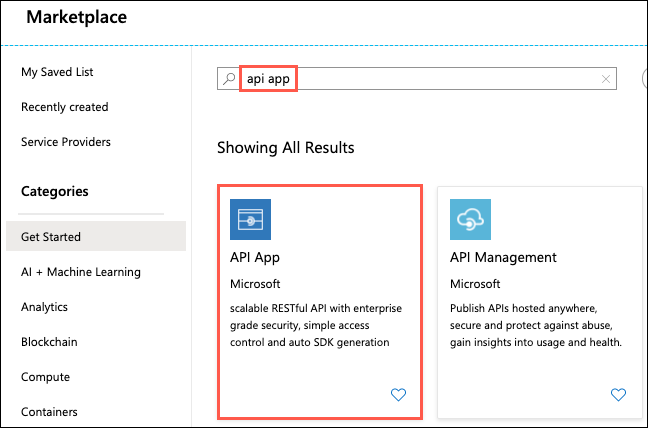 Marketplace
My Saved List
Recently created
Service Providers
Categories
Get Started
AI + Machine Learning
Analytics
Blockchain
Compute
Containers
api app
Showing All Results
API App
Microsoft
scalable RESTful API with enterprise
grade security, simple access
control and auto SDK generation
API Management
Microsoft
Publish APIs hosted anywhere,
secure and protect against abuse,
gain insights into usage and health.